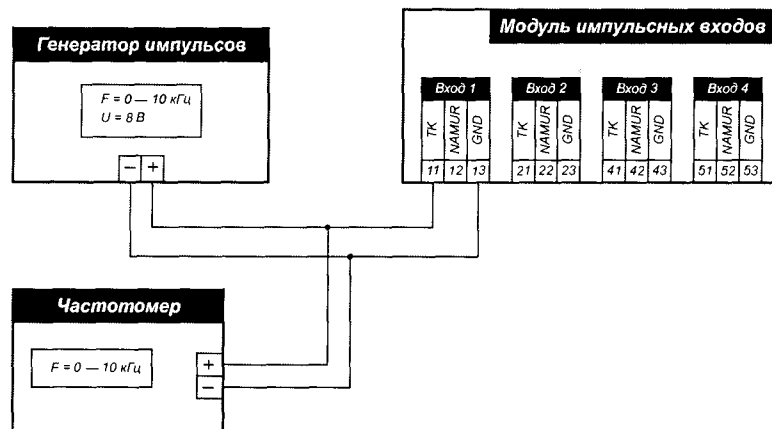 Генератор импульсов
F = 0 — 10 кГц
U = 8 В
− +
Модуль импульсных входов
Вход 1 Вход 2 Вход 3 Вход 4
ТК NAMUR GND ТК NAMUR GND ТК NAMUR GND ТК NAMUR GND
11 12 13 21 22 23 41 42 43 51 52 53
Частотомер
F = 0 — 10 кГц
+
−